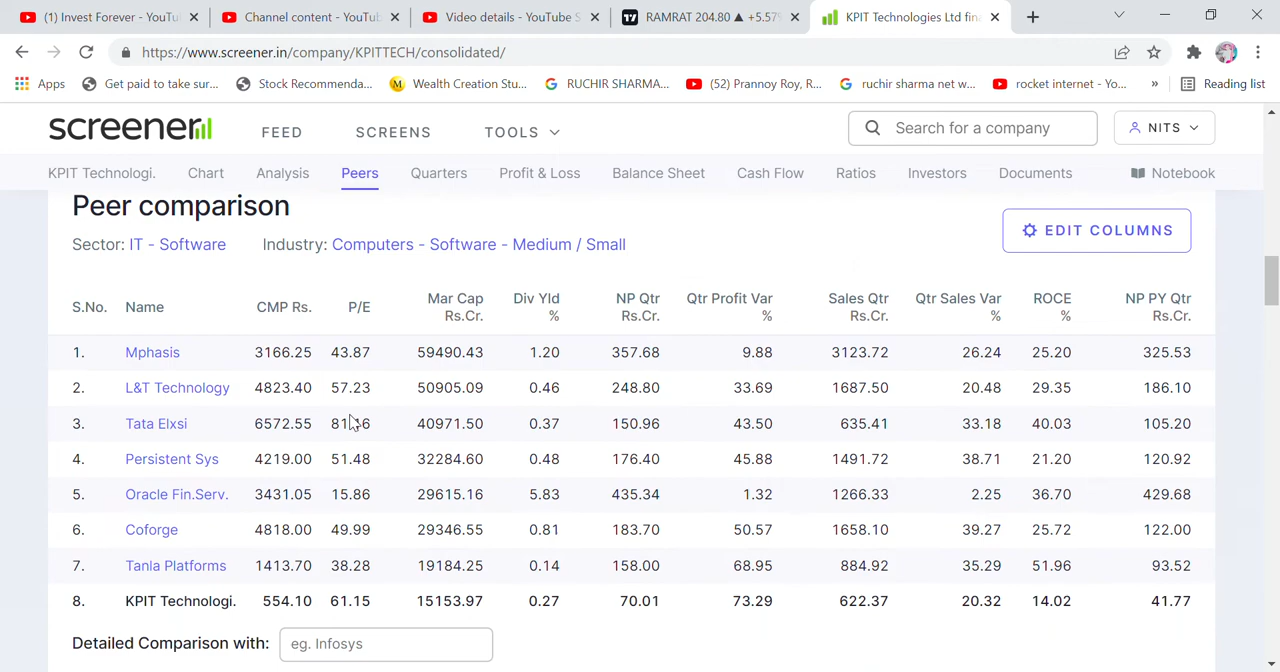 (1) Invest Forever - YouTu
Channel content - YouTub
Video details - YouTube S
RAMRAT 204.80 ▲ +5.57%
KPIT Technologies Ltd fin
https://www.screener.in/company/KPITTECH/consolidated/
Apps
Get paid to take sur...
Stock Recommenda...
Wealth Creation Stu...
RUCHIR SHARMA...
(52) Prannoy Roy, R...
ruchir sharma net w...
rocket internet - Yo...
»
Reading list
screener
FEED
SCREENS
TOOLS
Search for a company
NITS
KPIT Technologi. Chart Analysis Peers Quarters Profit & Loss Balance Sheet Cash Flow Ratios Investors Documents Notebook
Peer comparison
Sector: IT - Software Industry: Computers - Software - Medium / Small
EDIT COLUMNS
S.No. Name CMP Rs. P/E Mar Cap Rs.Cr. Div Yld % NP Qtr Rs.Cr. Qtr Profit Var % Sales Qtr Rs.Cr. Qtr Sales Var % ROCE % NP PY Qtr Rs.Cr.
1. Mphasis 3166.25 43.87 59490.43 1.20 357.68 9.88 3123.72 26.24 25.20 325.53
2. L&T Technology 4823.40 57.23 50905.09 0.46 248.80 33.69 1687.50 20.48 29.35 186.10
3. Tata Elxsi 6572.55 40971.50 0.37 150.96 43.50 635.41 33.18 40.03 105.20
4. Persistent Sys 4219.00 51.48 32284.60 0.48 176.40 45.88 1491.72 38.71 21.20 120.92
5. Oracle Fin.Serv. 3431.05 15.86 29615.16 5.83 435.34 1.32 1266.33 2.25 36.70 429.68
6. Coforge 4818.00 49.99 29346.55 0.81 183.70 50.57 1658.10 39.27 25.72 122.00
7. Tanla Platforms 1413.70 38.28 19184.25 0.14 158.00 68.95 884.92 35.29 51.96 93.52
8. KPIT Technologi. 554.10 61.15 15153.97 0.27 70.01 73.29 622.37 20.32 14.02 41.77
Detailed Comparison with: eg. Infosys